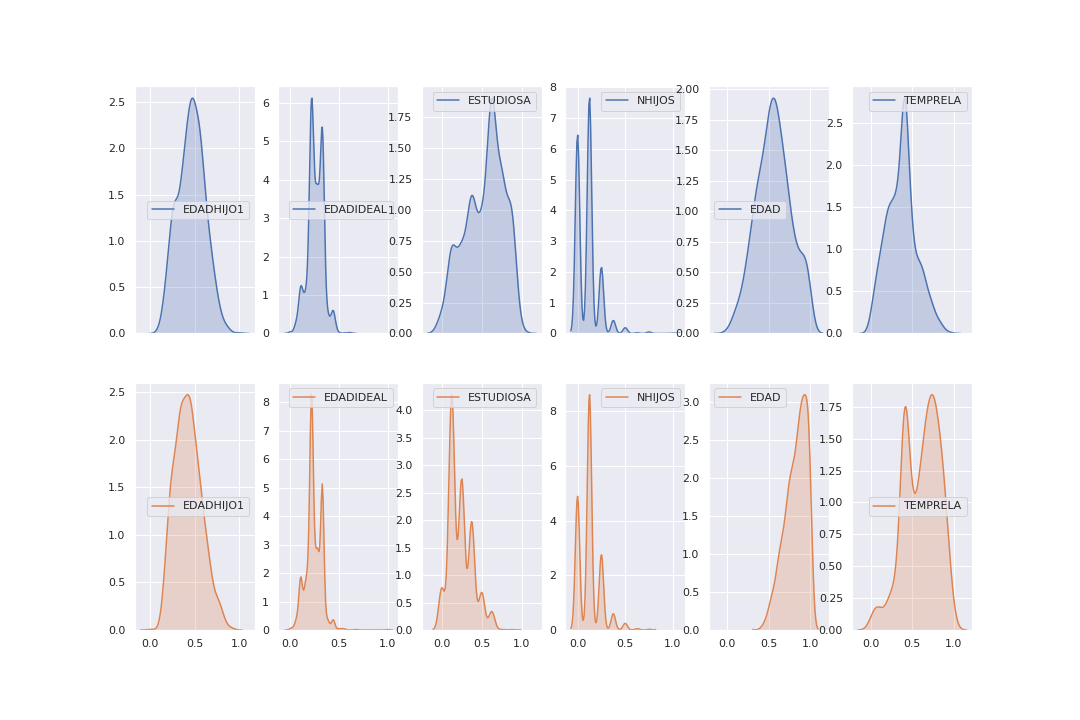 ESTUDIOSA NHIJOS TEMPRELA
EDADHIJO1 EDADIDEAL EDAD
2.5 2.0 1.5 1.0 0.5 0.0
6 5 4 3 1 0
1.75 1.25 1.00 0.75 0.50 0.25 0.00
8 7 6 5 4 3 2 1 0
2.00 1.75 1.50 1.25 1.00 0.75 0.50 0.25 0.00
2.5 2.0 1.5 1.0 0.5 0.0
EDADIDEAL ESTUDIOSA NHIJOS EDAD
EDADHIJO1 TEMPRELA
2.5 2.0 1.5 1.0 0.5 0.0
8 7 6 5 4 3 2 1 0
4.0 3.5 3.0 2.5 2.0 1.5 1.0 0.5 0.0
8 6 4 2 0
3.0 2.5 2.0 1.5 1.0 0.5 0.0
1.75 1.50 1.25 1.00 0.75 0.50 0.25 0.00
0.0 0.5 1.0 0.0 0.5 1.0 0.0 0.5 1.0 0.0 0.5 1.0 0.0 0.5 1.0 0.0 0.5 1.0